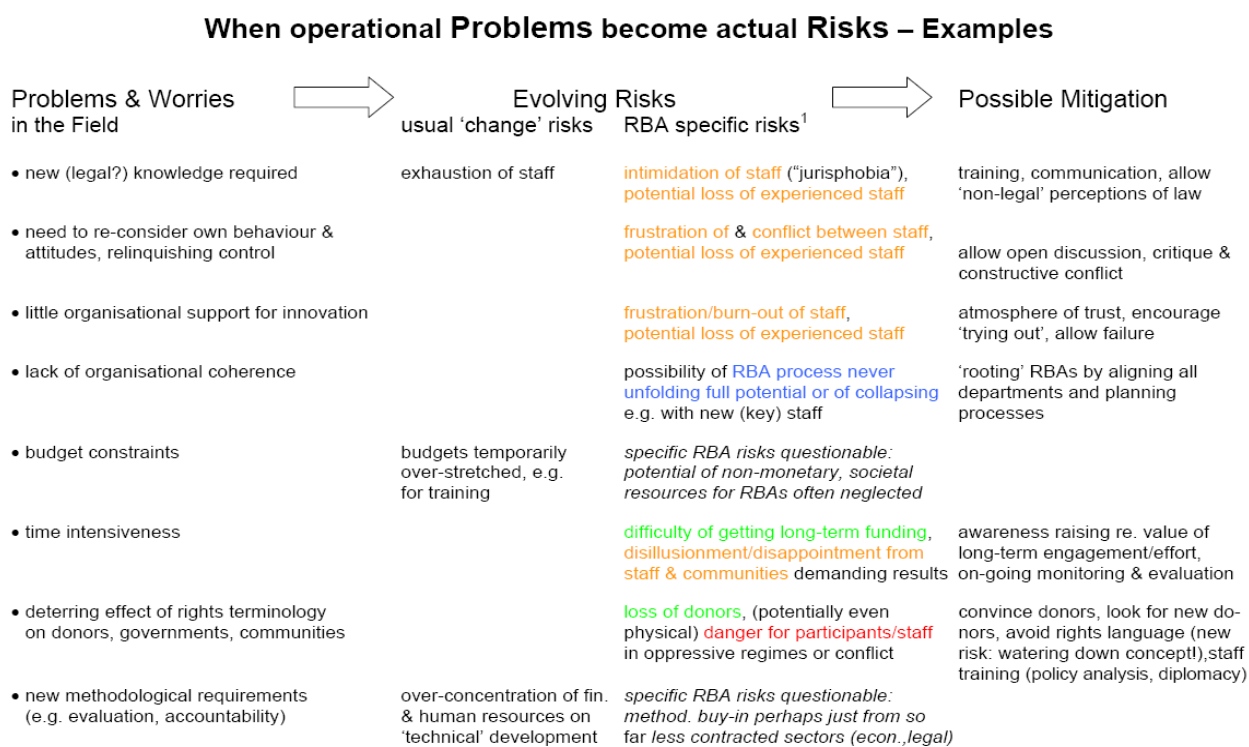 When operational Problems become actual Risks – Examples
Problems & Worries
in the Field
Evolving Risks
usual ‘change’ risks
RBA specific risks1
Possible Mitigation
• new (legal?) knowledge required
exhaustion of staff
intimidation of staff (“jurisphobia”),
potential loss of experienced staff
training, communication, allow
‘non-legal’ perceptions of law
• need to re-consider own behaviour &
attitudes, relinquishing control
frustration of & conflict between staff,
potential loss of experienced staff
allow open discussion, critique &
constructive conflict
• little organisational support for innovation
frustration/burn-out of staff,
potential loss of experienced staff
atmosphere of trust, encourage
‘trying out’, allow failure
• lack of organisational coherence
possibility of RBA process never
unfolding full potential or of collapsing
e.g. with new (key) staff
‘rooting’ RBAs by aligning all
departments and planning
processes
• budget constraints
budgets temporarily
over-stretched, e.g.
for training
specific RBA risks questionable:
potential of non-monetary, societal
resources for RBAs often neglected
• time intensiveness
difficulty of getting long-term funding,
disillusionment/disappointment from
staff & communities demanding results
awareness raising re. value of
long-term engagement/effort,
on-going monitoring & evaluation
• deterring effect of rights terminology
on donors, governments, communities
loss of donors, (potentially even
physical) danger for participants/staff
in oppressive regimes or conflict
convince donors, look for new do-
nors, avoid rights language (new
risk: watering down concept!),staff
training (policy analysis, diplomacy)
• new methodological requirements
(e.g. evaluation, accountability)
over-concentration of fin.
& human resources on
‘technical’ development
specific RBA risks questionable:
method. buy-in perhaps just from so
far less contracted sectors (econ.,legal)